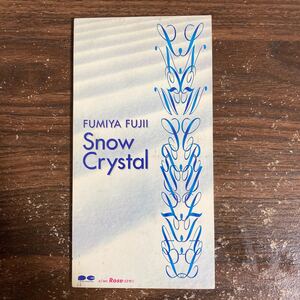 FUMIYA FUJII
Snow
Crystal
c/w Rose